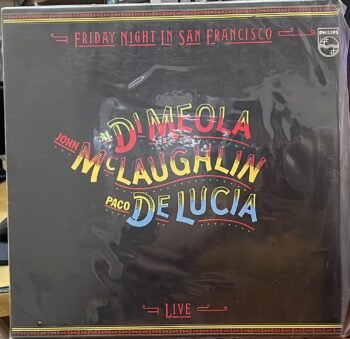 FRIDAY NIGHT IN SAN FRANCISCO
PHILIPS
AL DI MEOLA
JOHN McLAUGHLIN
PACO DE LUCIA
LIVE